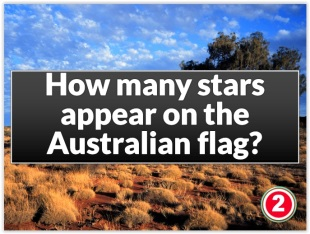 How many stars
appear on the
Australian flag?
2